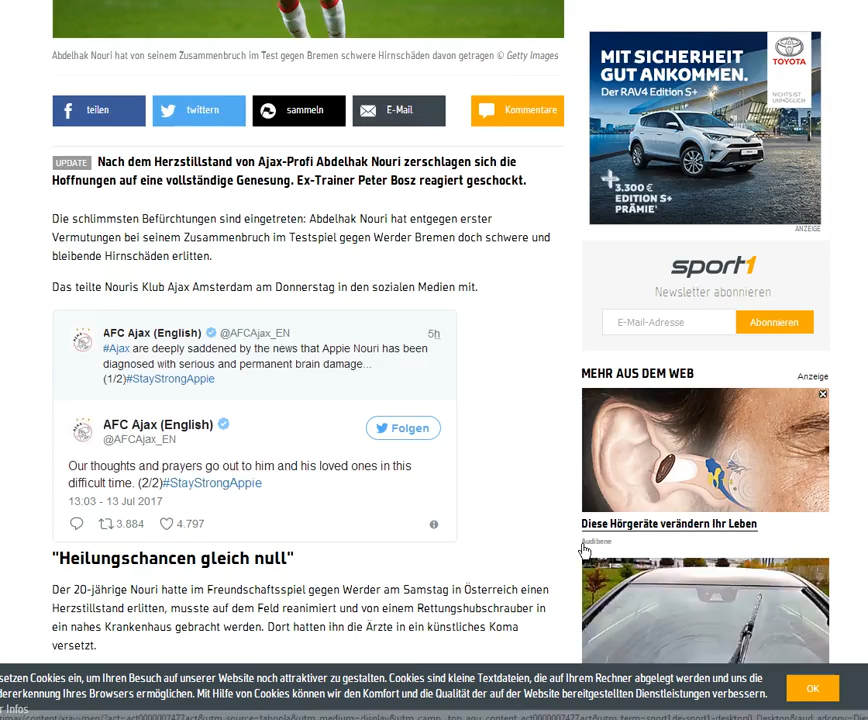 Abdelhak Nouri hat von seinem Zusammenbruch im Test gegen Bremen schwere Hirnschäden davon getragen © Getty Images
teilen
twittern
sammeln
E-Mail
Kommentare
UPDATE Nach dem Herzstillstand von Ajax-Profi Abdelhak Nouri zerschlagen sich die
Hoffnungen auf eine vollständige Genesung. Ex-Trainer Peter Bosz reagiert geschockt.
Die schlimmsten Befürchtungen sind eingetreten: Abdelhak Nouri hat entgegen erster
Vermutungen bei seinem Zusammenbruch im Testspiel gegen Werder Bremen doch schwere und
bleibende Hirnschäden erlitten.
Das teilte Nouris Klub Ajax Amsterdam am Donnerstag in den sozialen Medien mit.
AFC Ajax (English) @AFCAjax_EN 5h
#Ajax are deeply saddened by the news that Appie Nouri has been
diagnosed with serious and permanent brain damage...
(1/2)#StayStrongAppie
AFC Ajax (English)
@AFCAjax_EN
Folgen
Our thoughts and prayers go out to him and his loved ones in this
difficult time. (2/2)#StayStrongAppie
13:03 - 13 Jul 2017
3.884 4.797
"Heilungschancen gleich null"
Der 20-jährige Nouri hatte im Freundschaftsspiel gegen Werder am Samstag in Österreich einen
Herzstillstand erlitten, musste auf dem Feld reanimiert und von einem Rettungshubschrauber in
ein nahes Krankenhaus gebracht werden. Dort hatten ihn die Ärzte in ein künstliches Koma
versetzt.
MIT SICHERHEIT
GUT ANKOMMEN.
Der RAV4 Edition S+
TOYOTA
NICHTS IST
UNMÖGLICH
3.300 €
EDITION S+
PRÄMIE¹
ANZEIGE
sport1
Newsletter abonnieren
E-Mail-Adresse
Abonnieren
MEHR AUS DEM WEB
Anzeige
Diese Hörgeräte verändern Ihr Leben
Audibene
setzen Cookies ein, um Ihren Besuch auf unserer Website noch attraktiver zu gestalten. Cookies sind kleine Textdateien, die auf Ihrem Rechner abgelegt werden und uns die
dererkennung Ihres Browsers ermöglichen. Mit Hilfe von Cookies können wir den Komfort und die Qualität der auf der Website bereitgestellten Dienstleistungen verbessern.
r Infos
OK